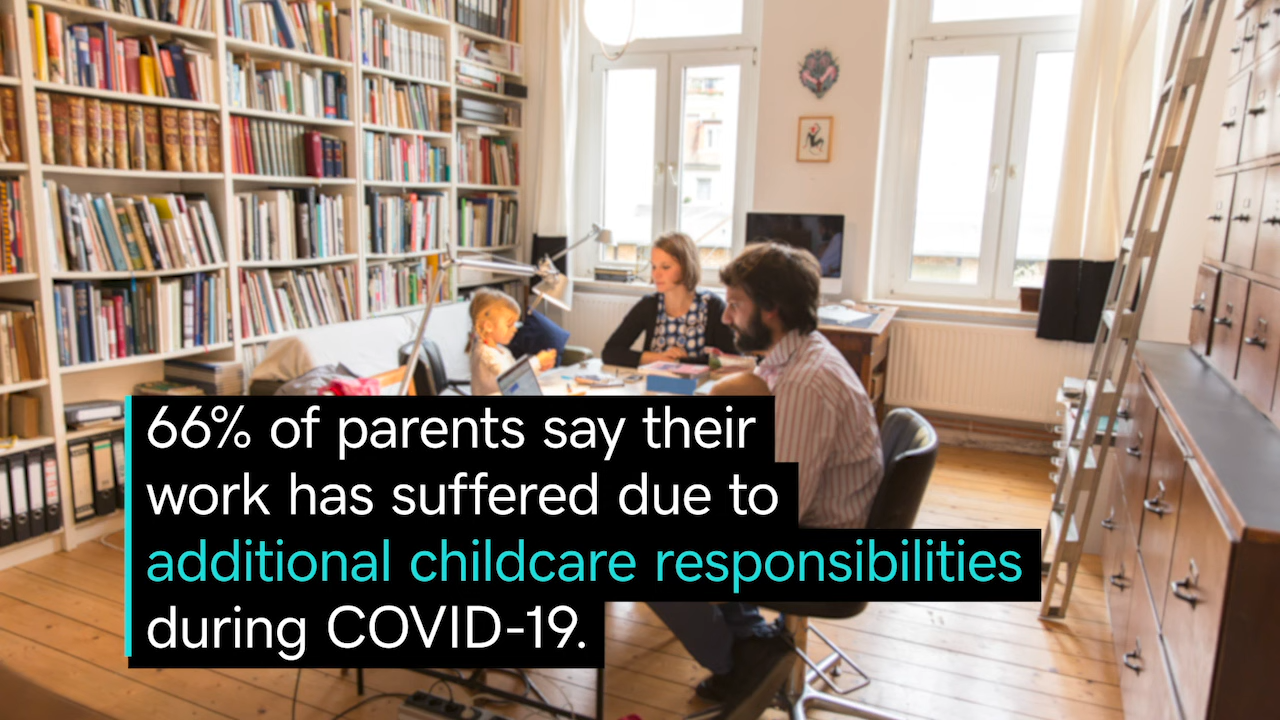 66% of parents say their
work has suffered due to
additional childcare responsibilities
during COVID-19.